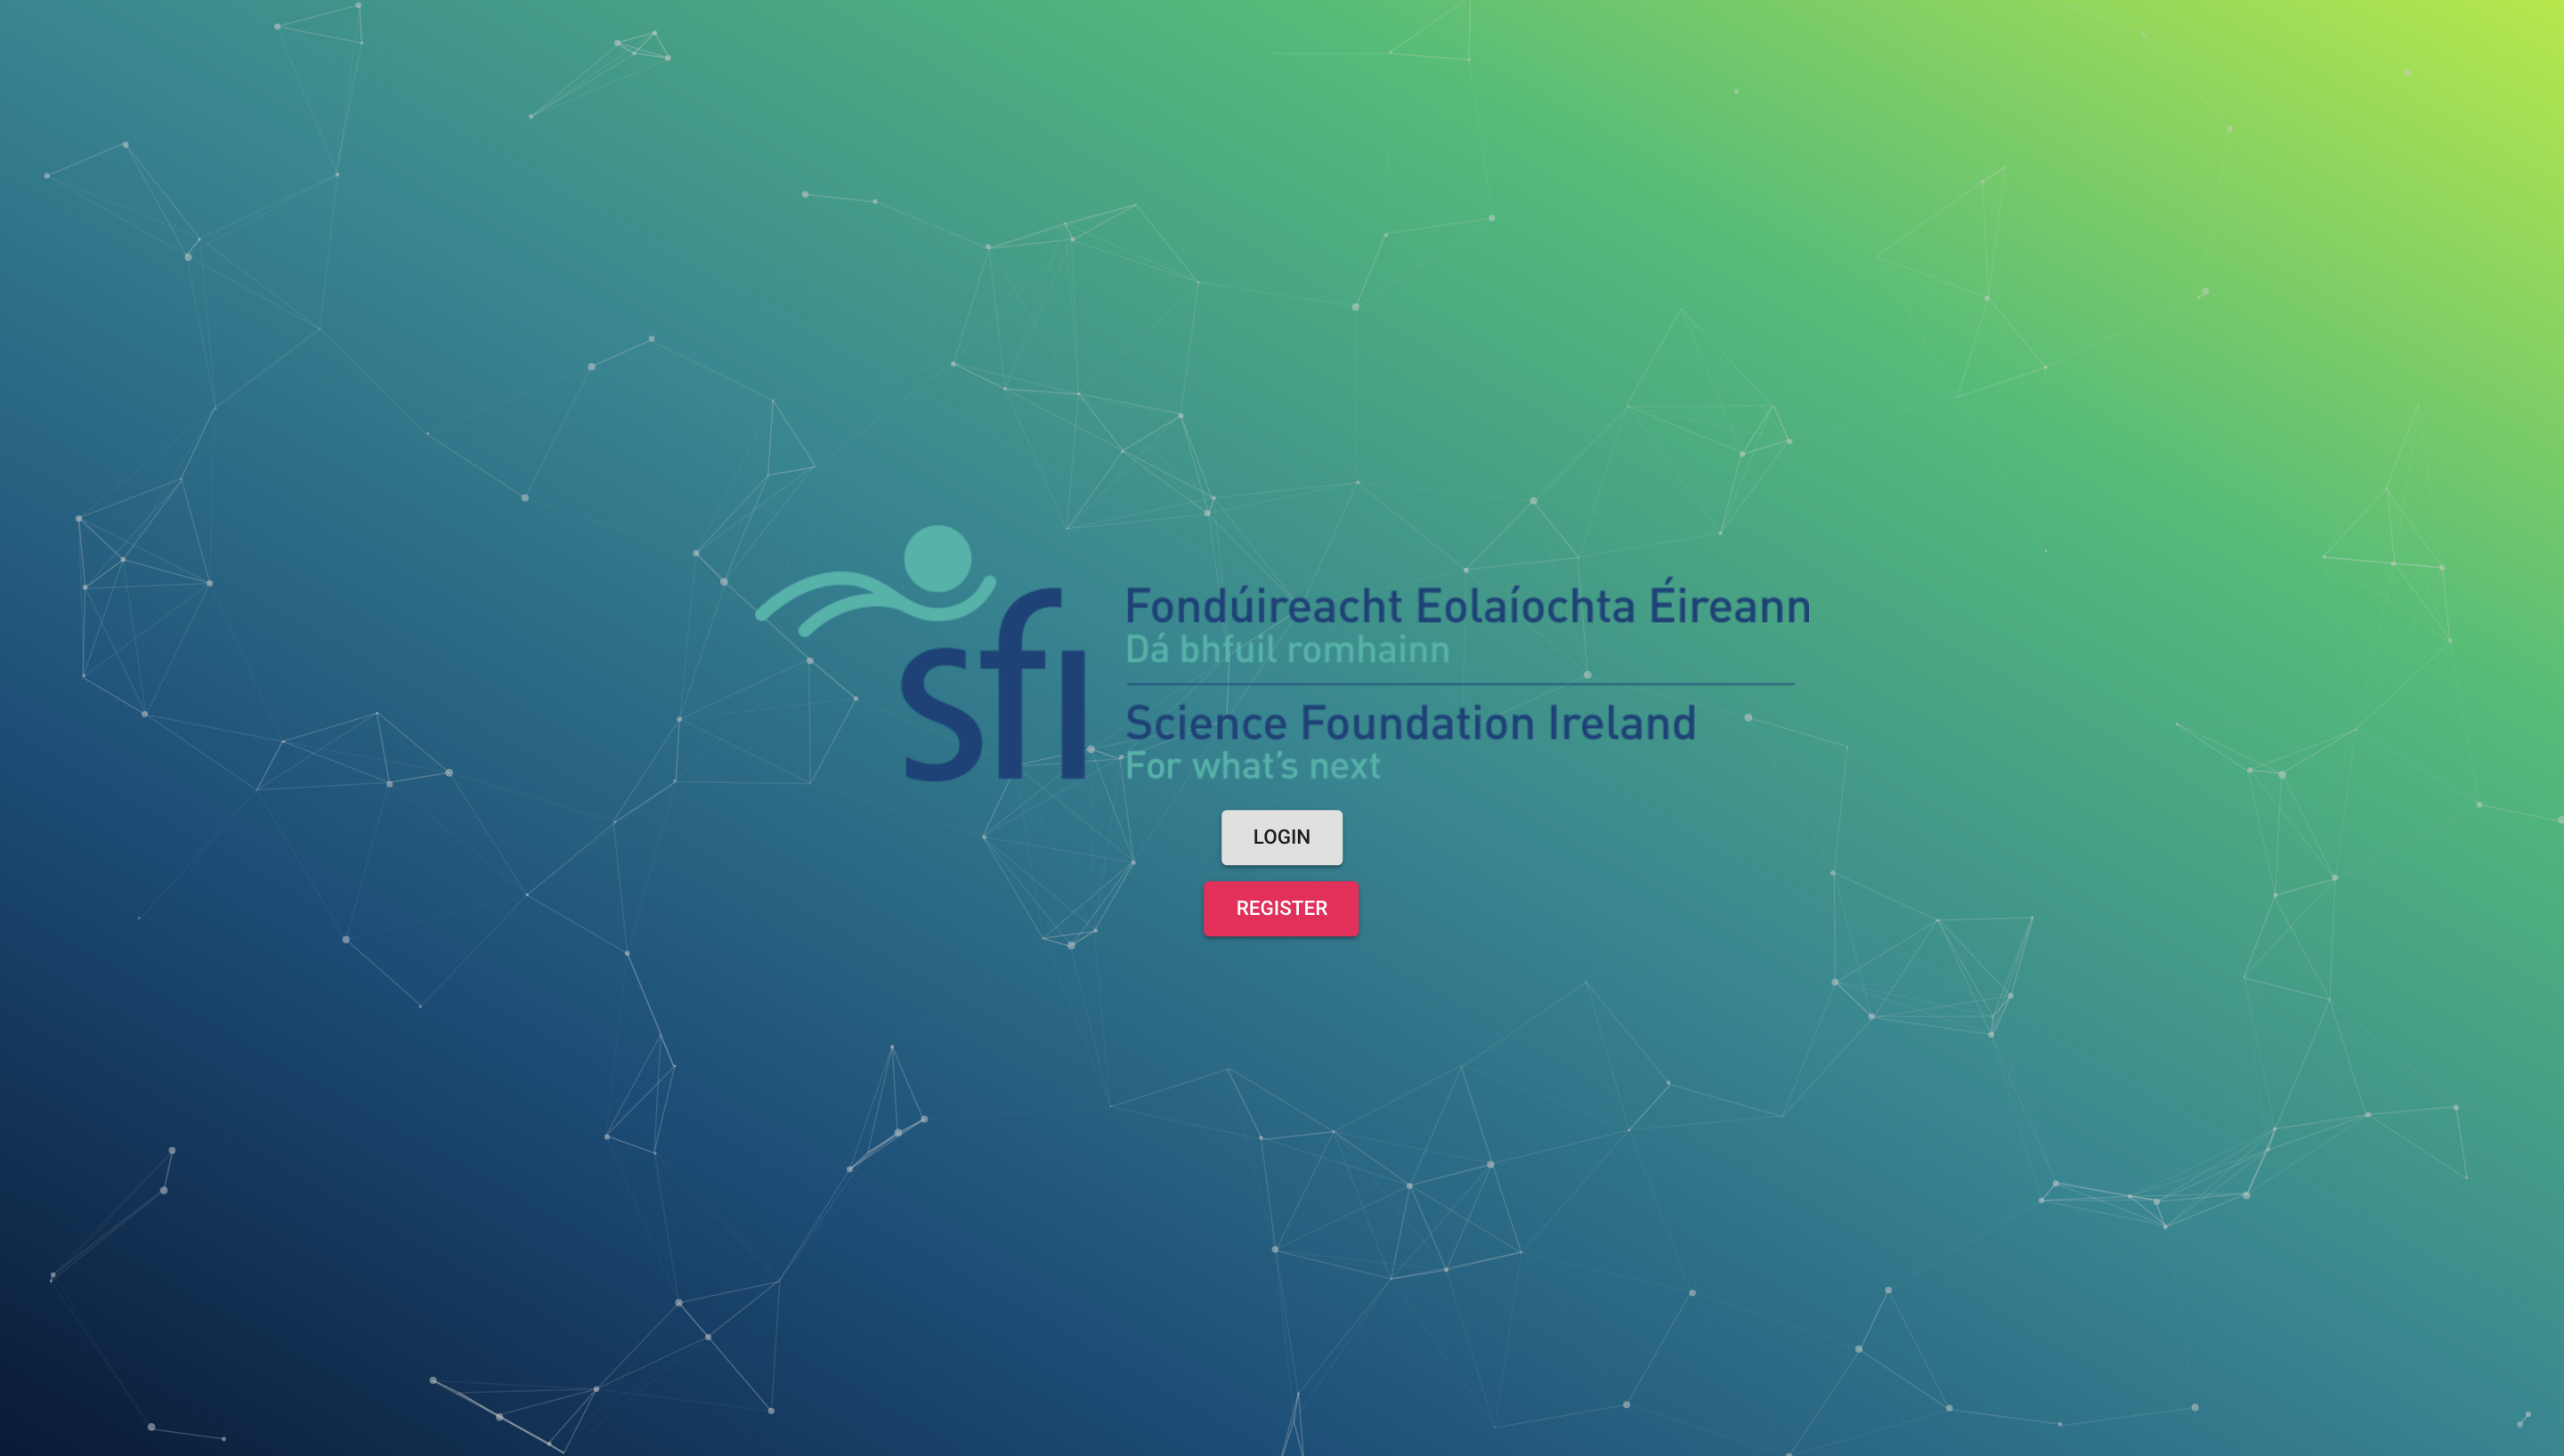 sfi
Fondúireacht Eolaíochta Éireann
Dá bhfuil romhainn
Science Foundation Ireland
For what's next
LOGIN
REGISTER